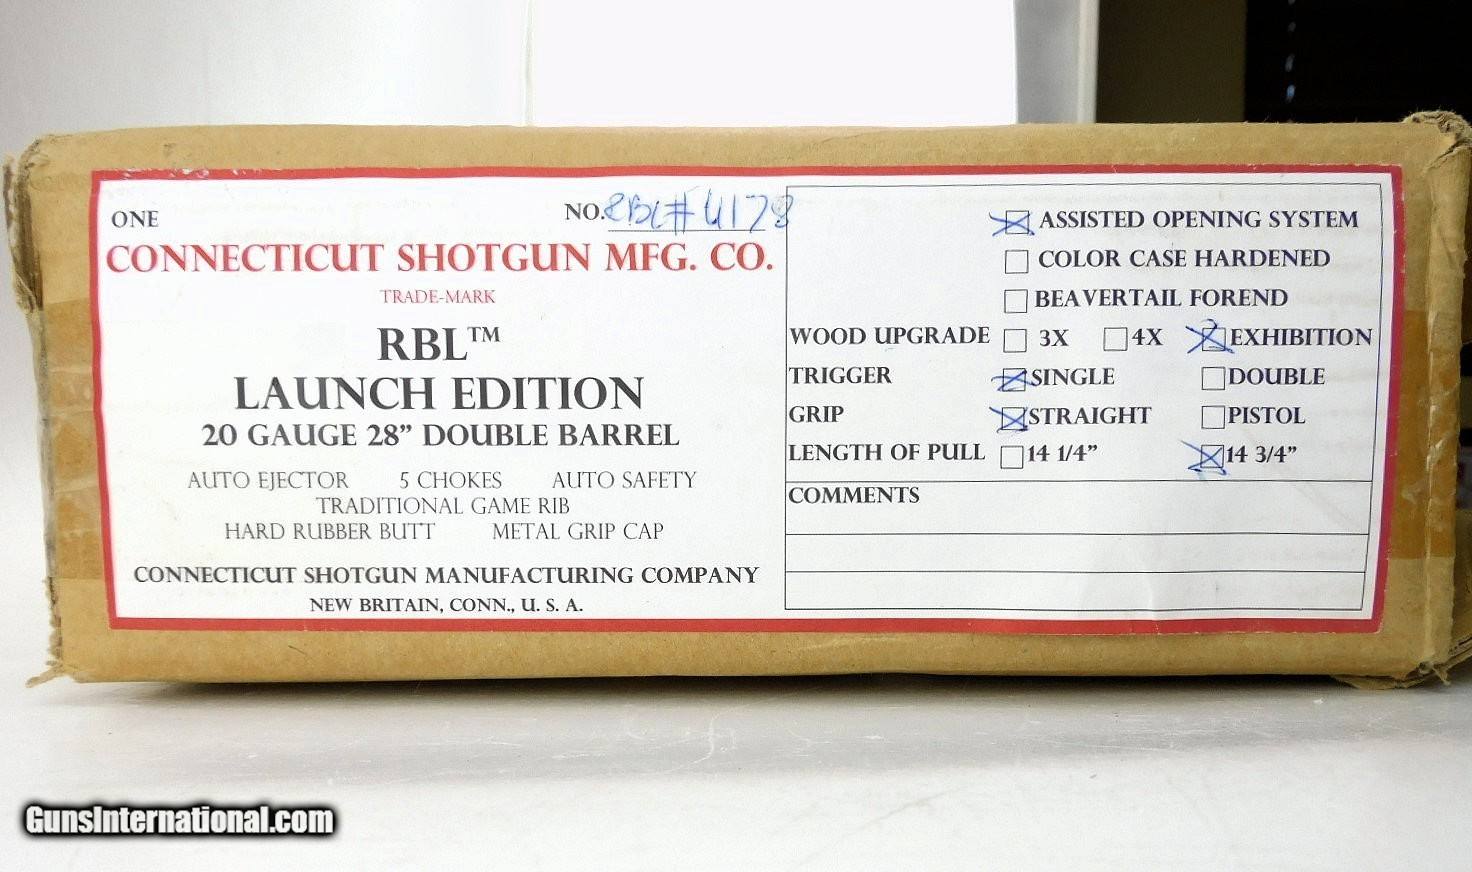 ONE
NO. RBL# 4178
CONNECTICUT SHOTGUN MFG. CO.
TRADE-MARK
RBL™
LAUNCH EDITION
20 GAUGE 28" DOUBLE BARREL
AUTO EJECTOR 5 CHOKES AUTO SAFETY
TRADITIONAL GAME RIB
HARD RUBBER BUTT METAL GRIP CAP
CONNECTICUT SHOTGUN MANUFACTURING COMPANY
NEW BRITAIN, CONN., U. S. A.
ASSISTED OPENING SYSTEM
COLOR CASE HARDENED
BEAVERTAIL FOREND
WOOD UPGRADE 3X 4X EXHIBITION
TRIGGER SINGLE DOUBLE
GRIP STRAIGHT PISTOL
LENGTH OF PULL 14 1/4" 14 3/4"
COMMENTS
GunsInternational.com